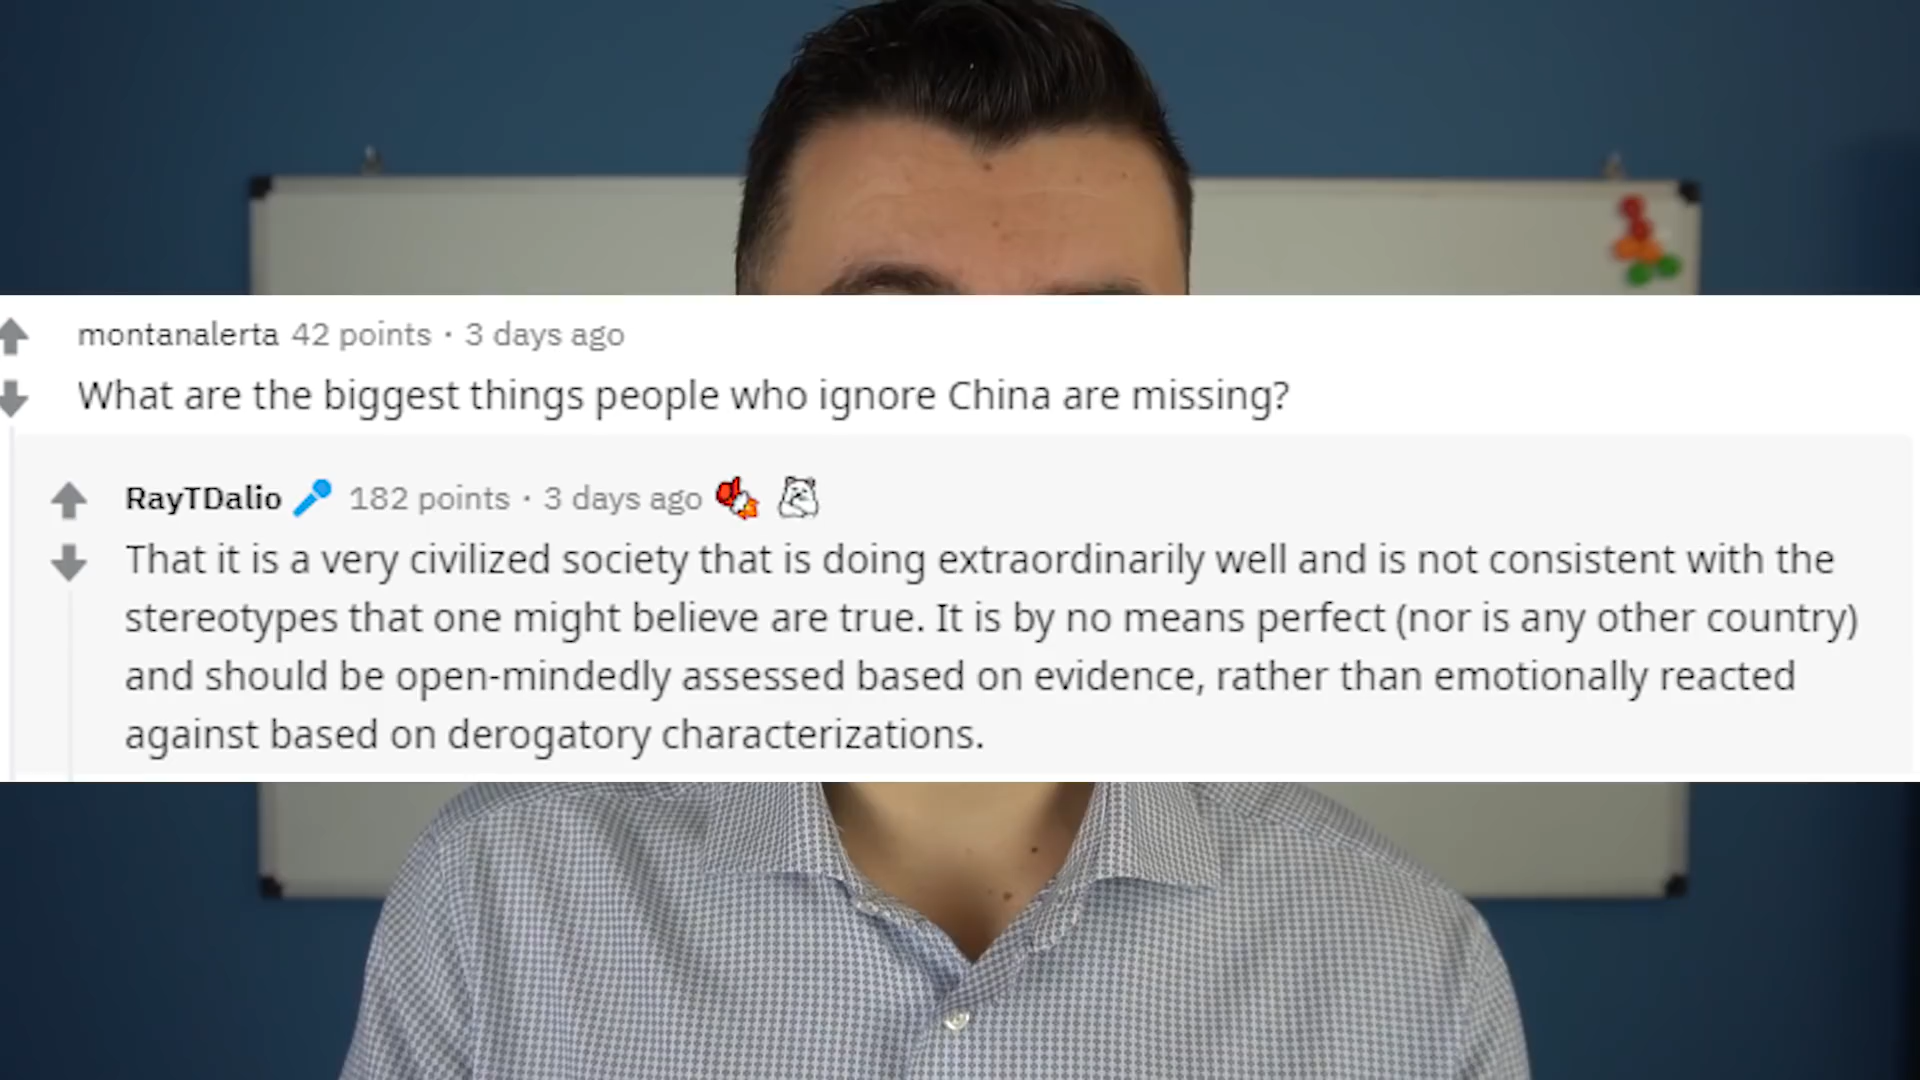 montanalerta 42 points · 3 days ago
What are the biggest things people who ignore China are missing?
RayTDalio 182 points · 3 days ago
That it is a very civilized society that is doing extraordinarily well and is not consistent with the
stereotypes that one might believe are true. It is by no means perfect (nor is any other country)
and should be open-mindedly assessed based on evidence, rather than emotionally reacted
against based on derogatory characterizations.